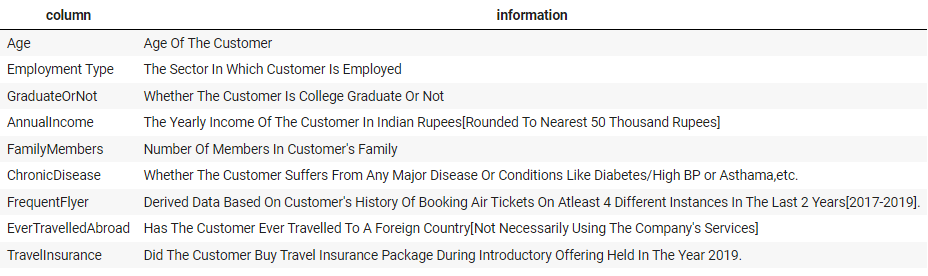 column information
Age Age Of The Customer
Employment Type The Sector In Which Customer Is Employed
GraduateOrNot Whether The Customer Is College Graduate Or Not
AnnualIncome The Yearly Income Of The Customer In Indian Rupees[Rounded To Nearest 50 Thousand Rupees]
FamilyMembers Number Of Members In Customer's Family
ChronicDisease Whether The Customer Suffers From Any Major Disease Or Conditions Like Diabetes/High BP or Asthama,etc.
FrequentFlyer Derived Data Based On Customer's History Of Booking Air Tickets On Atleast 4 Different Instances In The Last 2 Years[2017-2019].
EverTravelledAbroad Has The Customer Ever Travelled To A Foreign Country[Not Necessarily Using The Company's Services]
TravelInsurance Did The Customer Buy Travel Insurance Package During Introductory Offering Held In The Year 2019.